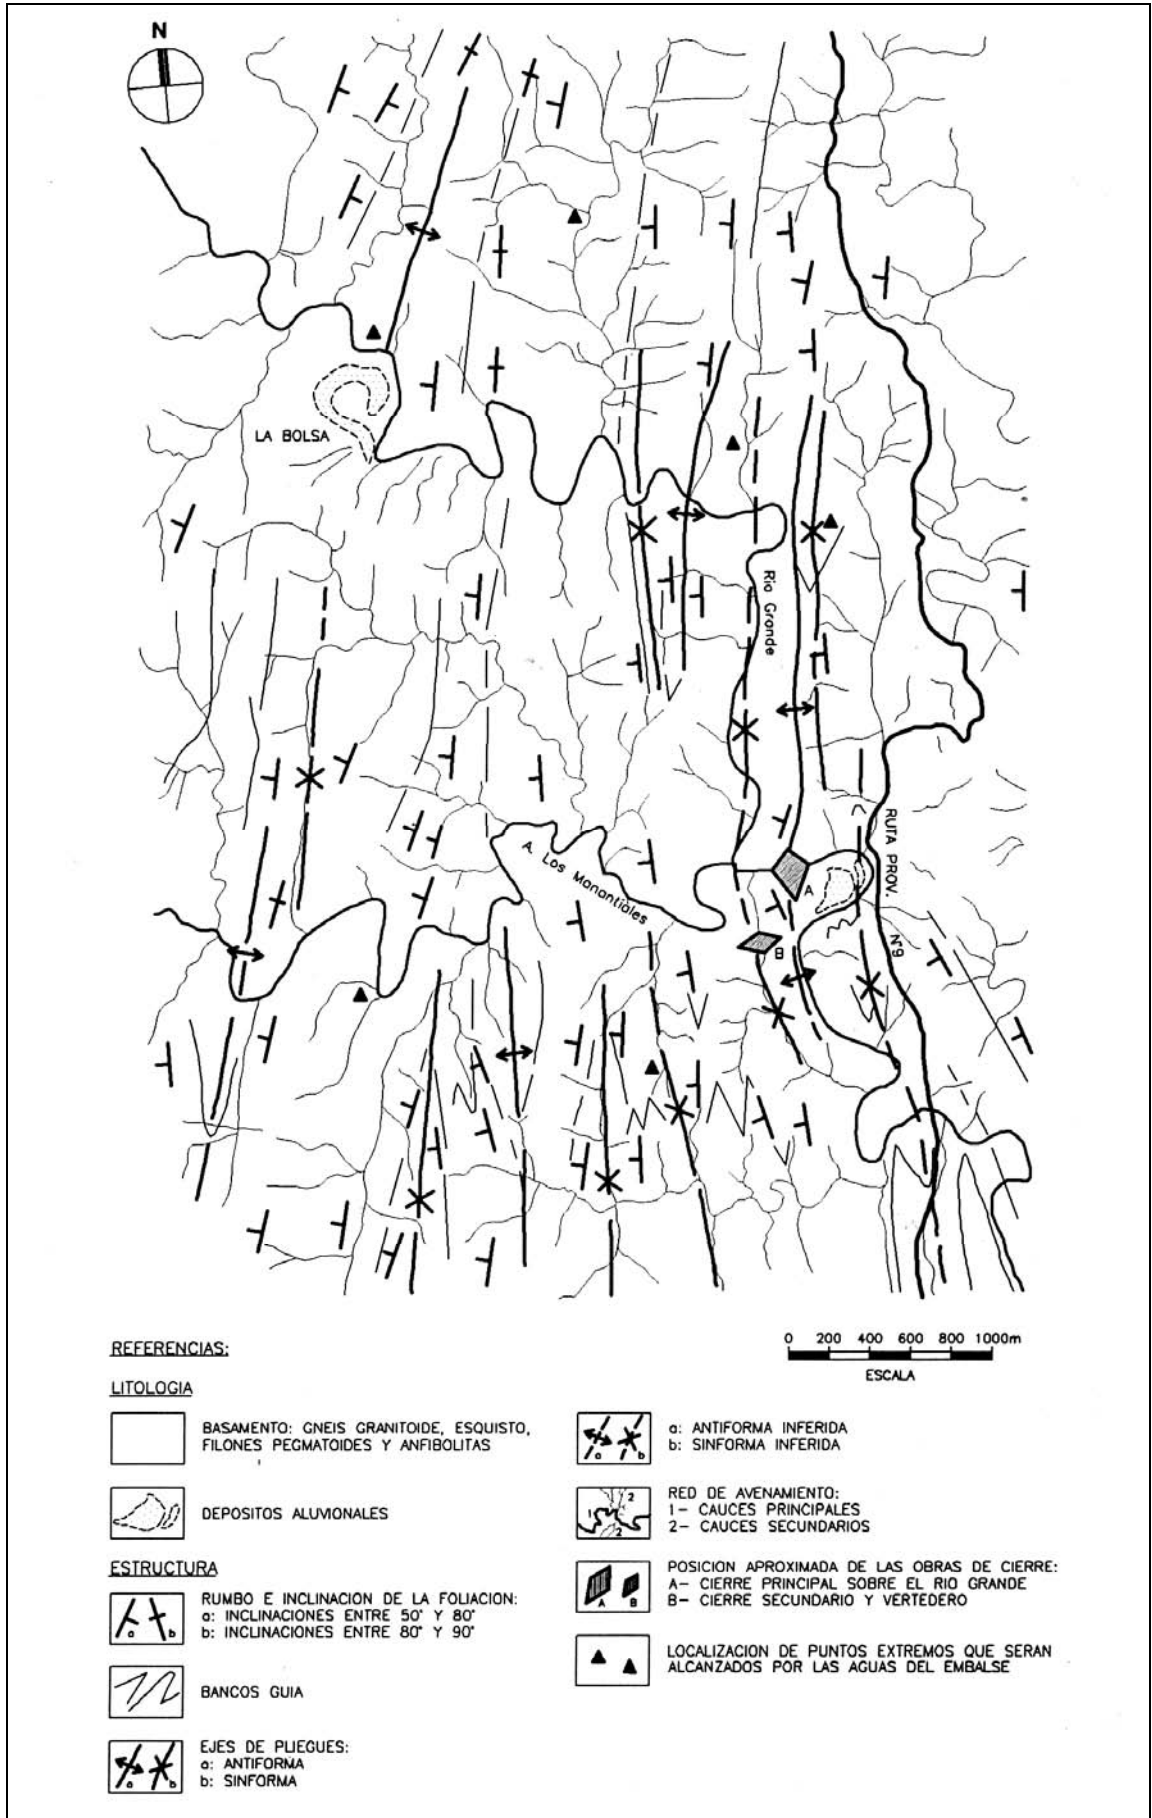 N
LA BOLSA
Río Grande
A. Los Manantiales
RUTA PROV. Nº9
A
B
0 200 400 600 800 1000m
ESCALA
REFERENCIAS:
LITOLOGIA
BASAMENTO: GNEIS GRANITOIDE, ESQUISTO,
FILONES PEGMATOIDES Y ANFIBOLITAS
DEPOSITOS ALUVIONALES
ESTRUCTURA
a b
RUMBO E INCLINACION DE LA FOLIACION:
a: INCLINACIONES ENTRE 50° Y 80°
b: INCLINACIONES ENTRE 80° Y 90°
BANCOS GUIA
a b
EJES DE PLIEGUES:
a: ANTIFORMA
b: SINFORMA
a b
a: ANTIFORMA INFERIDA
b: SINFORMA INFERIDA
1 2 2
RED DE AVENAMIENTO:
1- CAUCES PRINCIPALES
2- CAUCES SECUNDARIOS
A B
POSICION APROXIMADA DE LAS OBRAS DE CIERRE:
A- CIERRE PRINCIPAL SOBRE EL RIO GRANDE
B- CIERRE SECUNDARIO Y VERTEDERO
LOCALIZACION DE PUNTOS EXTREMOS QUE SERAN
ALCANZADOS POR LAS AGUAS DEL EMBALSE